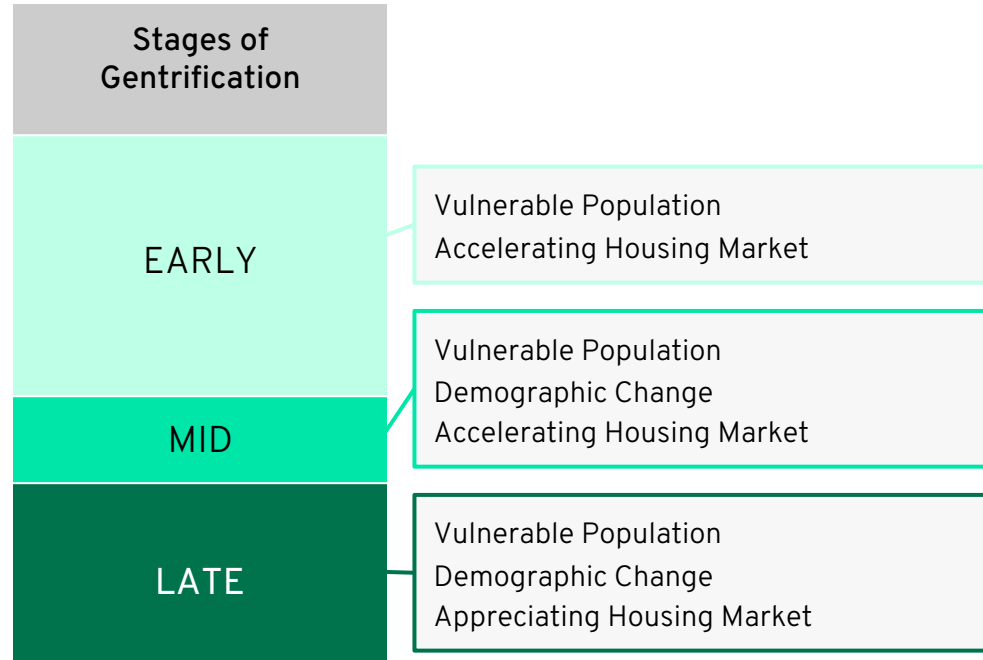 Stages of
Gentrification
EARLY
Vulnerable Population
Accelerating Housing Market
MID
Vulnerable Population
Demographic Change
Accelerating Housing Market
LATE
Vulnerable Population
Demographic Change
Appreciating Housing Market